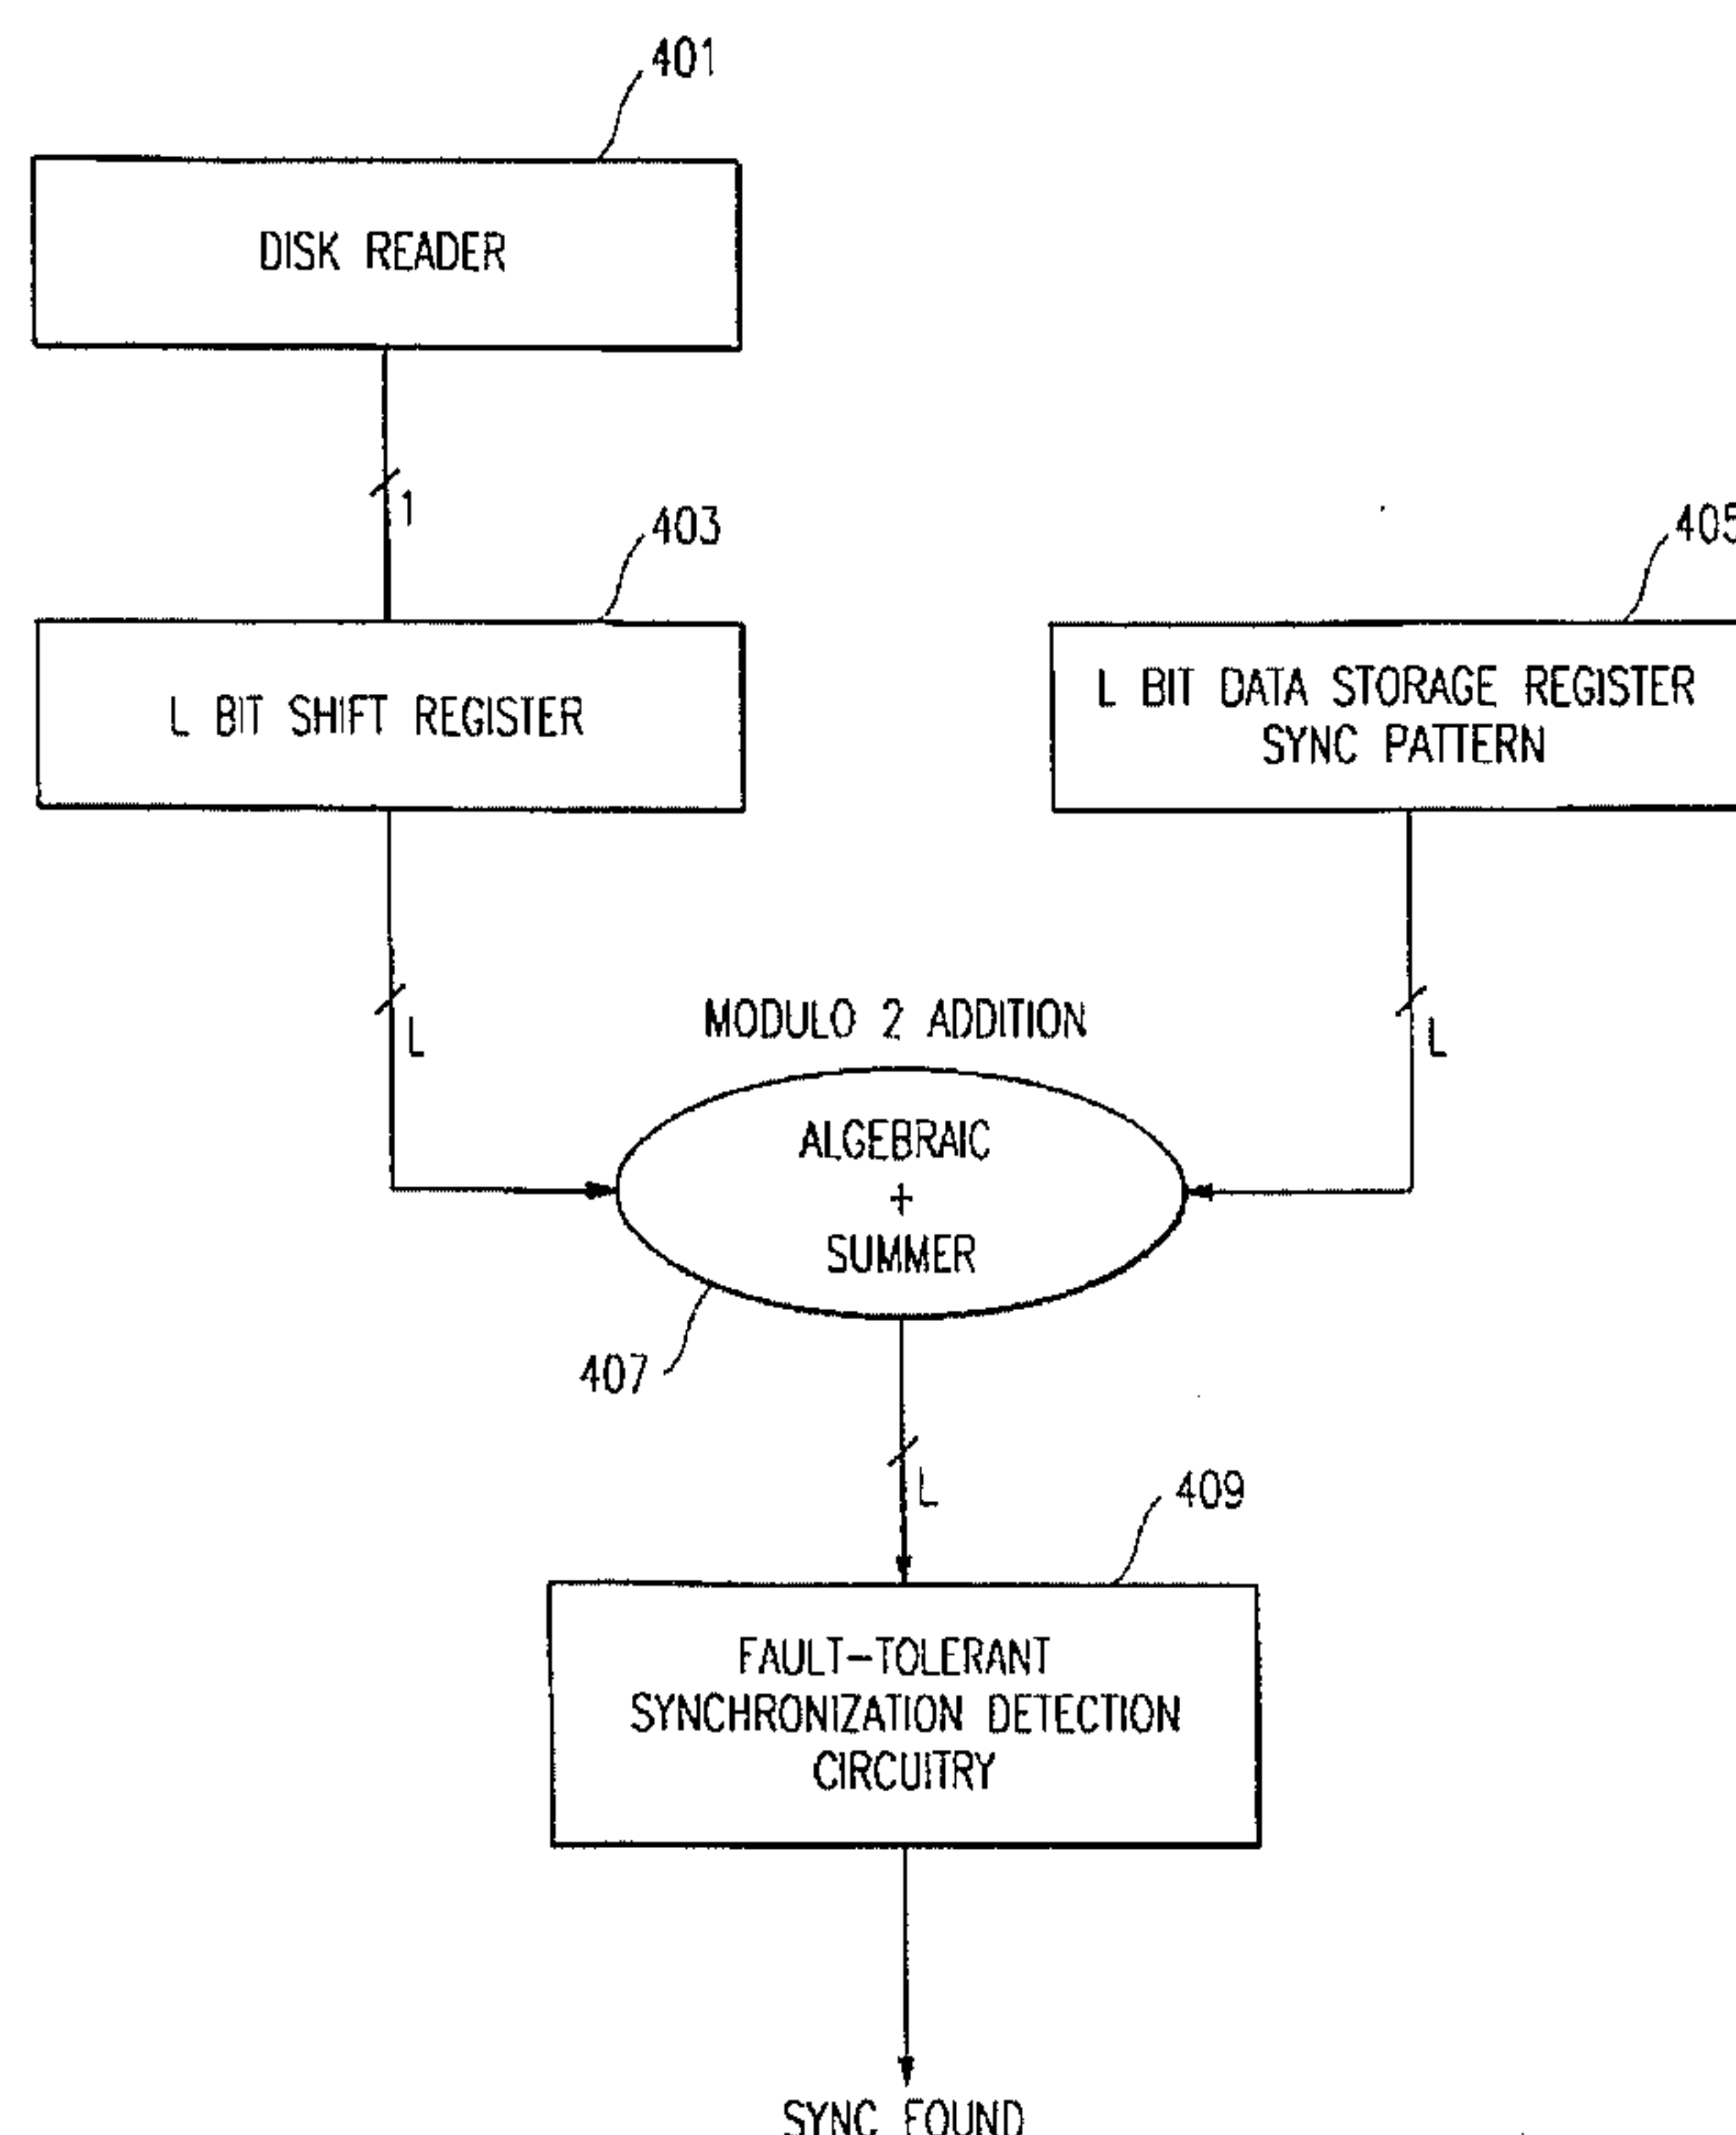 401
DISK READER
1
403
405
L BIT SHIFT REGISTER
L BIT DATA STORAGE REGISTER
SYNC PATTERN
L
L
MODULO 2 ADDITION
ALGEBRAIC
+
SUMMER
407
L
409
FAULT-TOLERANT
SYNCHRONIZATION DETECTION
CIRCUITRY
SYNC FOUND